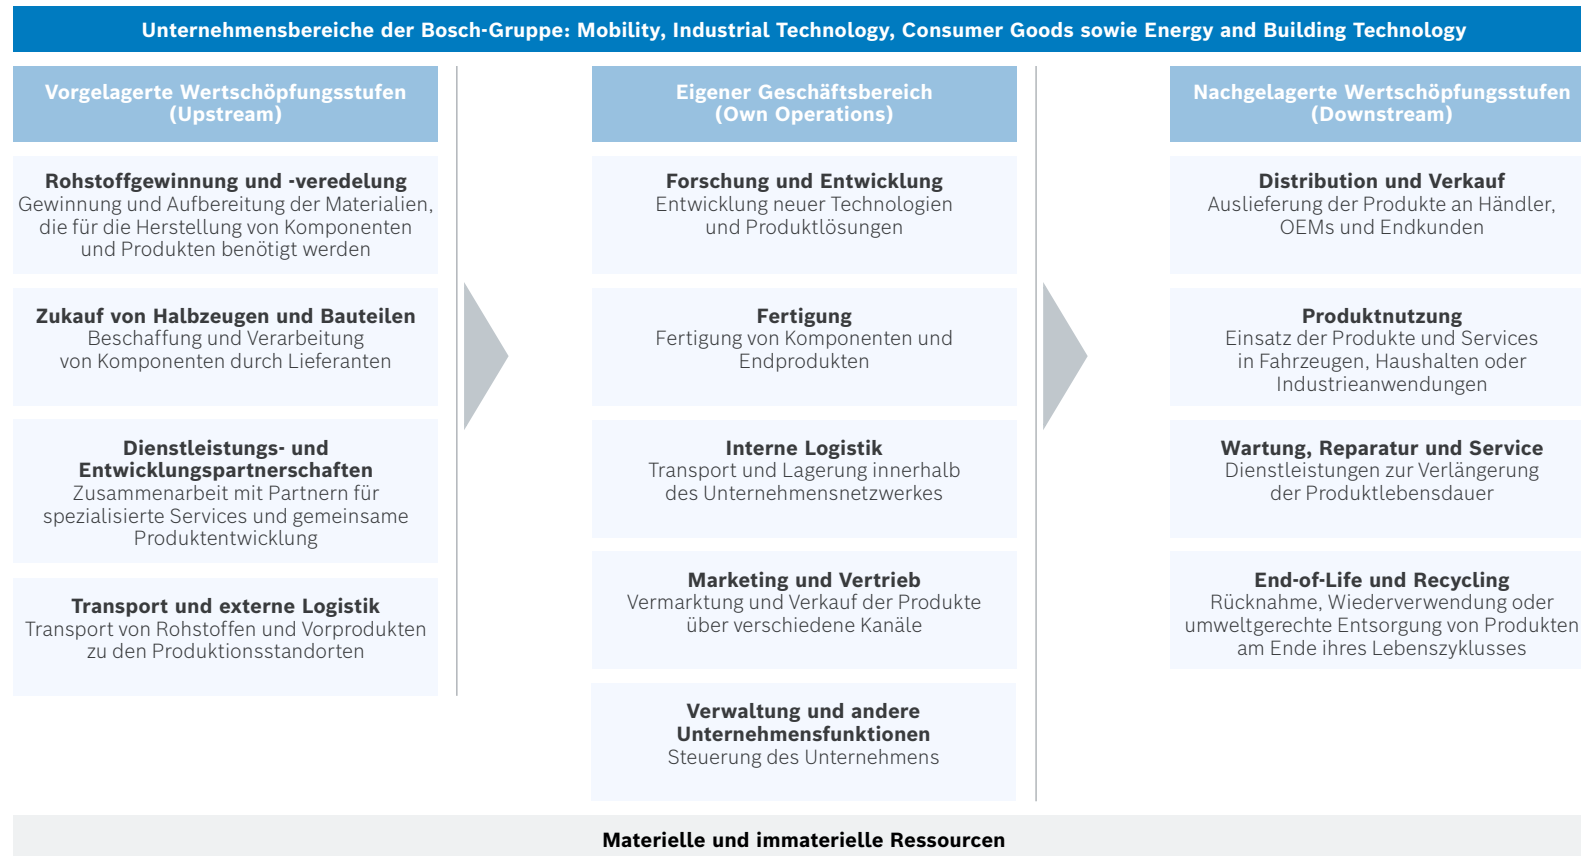 Unternehmensbereiche der Bosch-Gruppe: Mobility, Industrial Technology, Consumer Goods sowie Energy and Building Technology
Vorgelagerte Wertschöpfungsstufen
(Upstream)
Rohstoffgewinnung und -veredelung
Gewinnung und Aufbereitung der Materialien,
die für die Herstellung von Komponenten
und Produkten benötigt werden
Zukauf von Halbzeugen und Bauteilen
Beschaffung und Verarbeitung
von Komponenten durch Lieferanten
Dienstleistungs- und
Entwicklungspartnerschaften
Zusammenarbeit mit Partnern für
spezialisierte Services und gemeinsame
Produktentwicklung
Transport und externe Logistik
Transport von Rohstoffen und Vorprodukten
zu den Produktionsstandorten
Eigener Geschäftsbereich
(Own Operations)
Forschung und Entwicklung
Entwicklung neuer Technologien
und Produktlösungen
Fertigung
Fertigung von Komponenten und
Endprodukten
Interne Logistik
Transport und Lagerung innerhalb
des Unternehmensnetzwerkes
Marketing und Vertrieb
Vermarktung und Verkauf der Produkte
über verschiedene Kanäle
Verwaltung und andere
Unternehmensfunktionen
Steuerung des Unternehmens
Nachgelagerte Wertschöpfungsstufen
(Downstream)
Distribution und Verkauf
Auslieferung der Produkte an Händler,
OEMs und Endkunden
Produktnutzung
Einsatz der Produkte und Services
in Fahrzeugen, Haushalten oder
Industrieanwendungen
Wartung, Reparatur und Service
Dienstleistungen zur Verlängerung
der Produktlebensdauer
End-of-Life und Recycling
Rücknahme, Wiederverwendung oder
umweltgerechte Entsorgung von Produkten
am Ende ihres Lebenszyklusses
Materielle und immaterielle Ressourcen